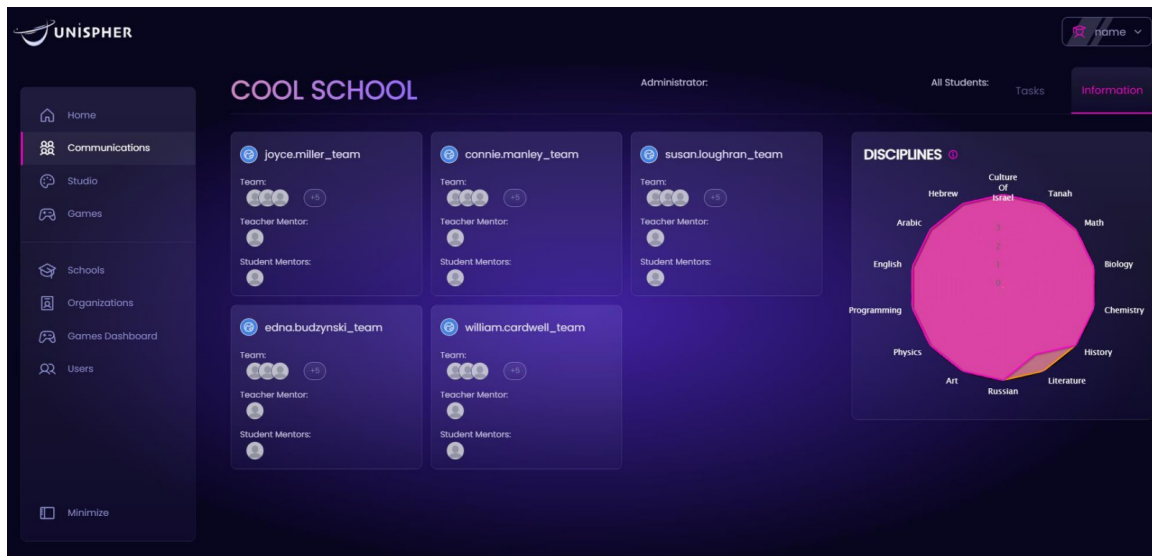 UNISPHER
name
Home
Communications
Studio
Games
Schools
Organizations
Games Dashboard
Users
Minimize
COOL SCHOOL
Administrator:
All Students:
Tasks
Information
joyce.miller_team
Team:
+5
Teacher Mentor:
Student Mentors:
connie.manley_team
Team:
+5
Teacher Mentor:
Student Mentors:
susan.loughran_team
Team:
+5
Teacher Mentor:
Student Mentors:
edna.budzynski_team
Team:
+5
Teacher Mentor:
Student Mentors:
william.cardwell_team
Team:
+5
Teacher Mentor:
Student Mentors:
DISCIPLINES
Culture
Of
Israel
Tanah
Math
Biology
Chemistry
History
Literature
Russian
Art
Physics
Programming
English
Arabic
Hebrew
3
2
1
0